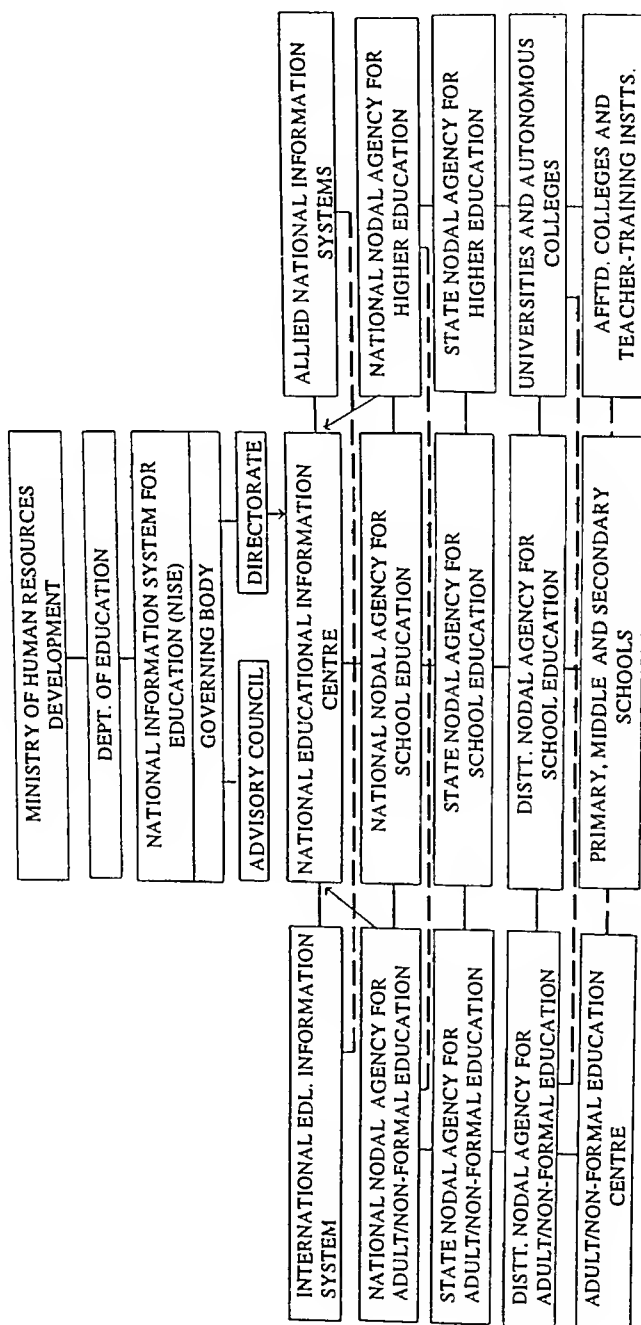 MINISTRY OF HUMAN RESOURCES
DEVELOPMENT
DEPT. OF EDUCATION
NATIONAL INFORMATION SYSTEM FOR
EDUCATION (NISE)
GOVERNING BODY
ADVISORY COUNCIL
DIRECTORATE
INTERNATIONAL EDL. INFORMATION
SYSTEM
NATIONAL EDUCATIONAL INFORMATION
CENTRE
ALLIED NATIONAL INFORMATION
SYSTEMS
NATIONAL NODAL AGENCY FOR
ADULT/NON-FORMAL EDUCATION
NATIONAL NODAL AGENCY FOR
SCHOOL EDUCATION
NATIONAL NODAL AGENCY FOR
HIGHER EDUCATION
STATE NODAL AGENCY FOR
ADULT/NON-FORMAL EDUCATION
STATE NODAL AGENCY FOR
SCHOOL EDUCATION
STATE NODAL AGENCY FOR
HIGHER EDUCATION
DISTT. NODAL AGENCY FOR
ADULT/NON-FORMAL EDUCATION
DISTT. NODAL AGENCY FOR
SCHOOL EDUCATION
UNIVERSITIES AND AUTONOMOUS
COLLEGES
ADULT/NON-FORMAL EDUCATION
CENTRE
PRIMARY, MIDDLE AND SECONDARY
SCHOOLS
AFFTD. COLLEGES AND
TEACHER-TRAINING INSTTS.